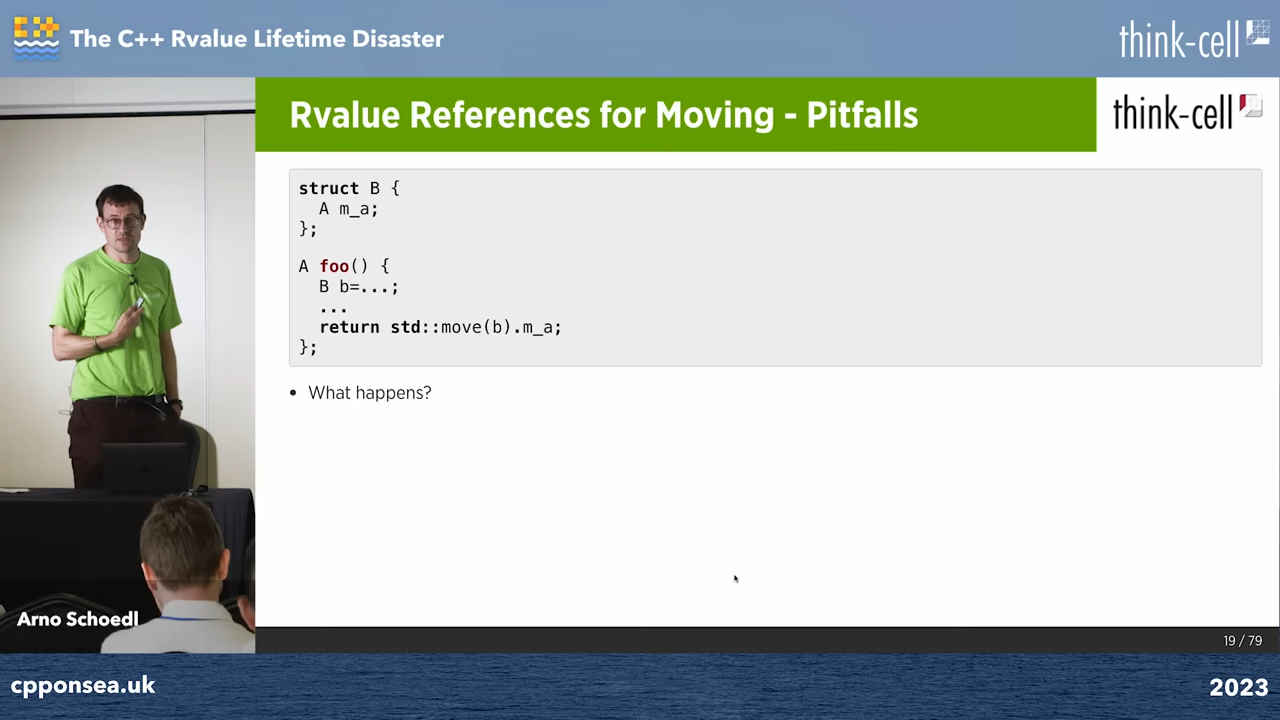 The C++ Rvalue Lifetime Disaster
think-cell
Rvalue References for Moving - Pitfalls
think-cell
struct B {
A m_a;
};
A foo() {
B b=...;
...
return std::move(b).m_a;
};
• What happens?
Arno Schoedl
19 / 79
cpponsea.uk
2023